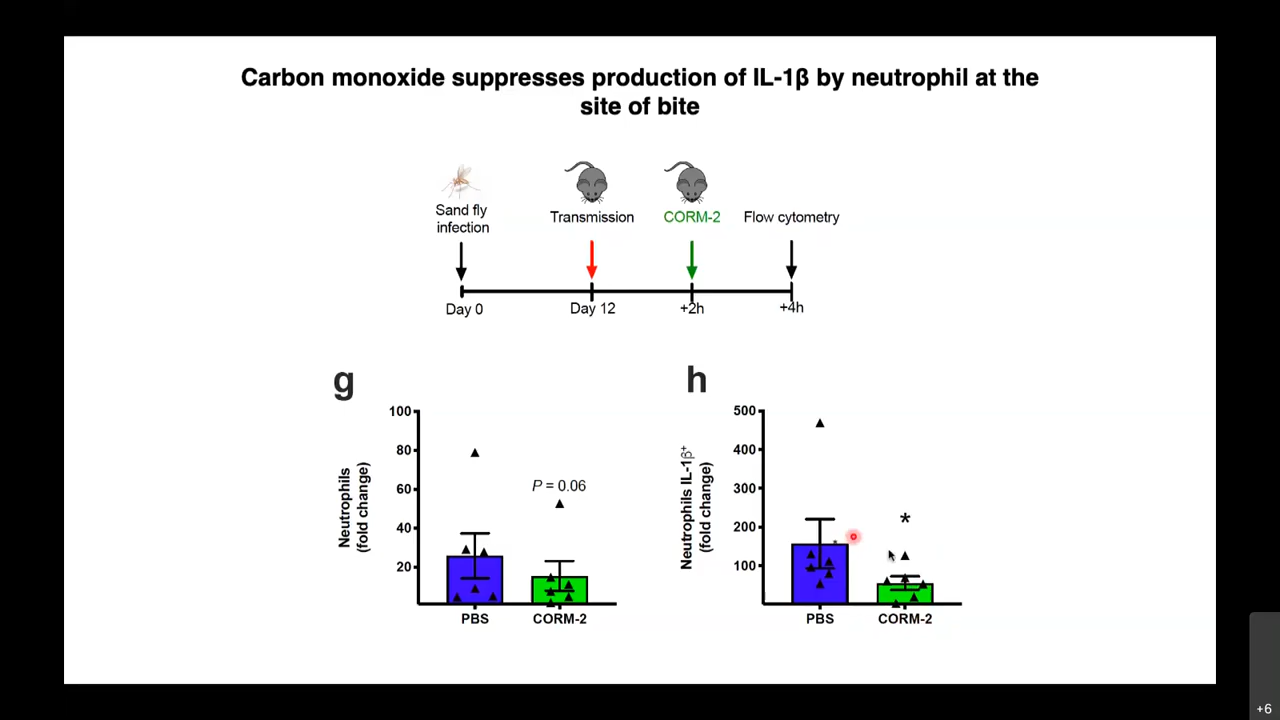 Carbon monoxide suppresses production of IL-1β by neutrophil at the
site of bite
Sand fly
infection
Transmission
CORM-2
Flow cytometry
Day 0
Day 12
+2h
+4h
g
Neutrophils
(fold change)
100
80
60
40
20
P = 0.06
PBS
CORM-2
h
Neutrophils IL-1β+
(fold change)
500
400
300
200
100
*
PBS
CORM-2
+6